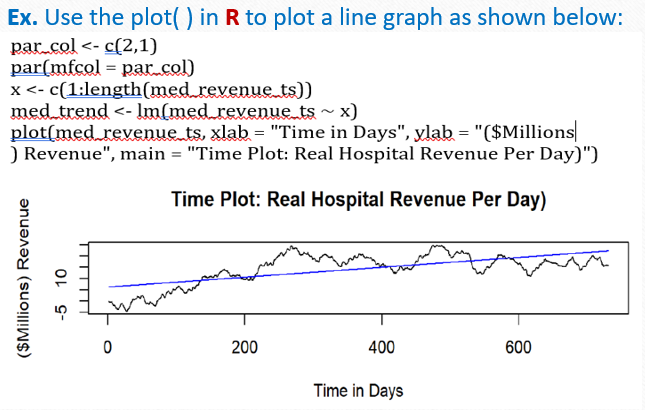 Ex. Use the plot( ) in R to plot a line graph as shown below:
par_col <- c(2,1)
par(mfcol = par_col)
x <- c(1:length(med_revenue_ts))
med_trend <- lm(med_revenue_ts ~ x)
plot(med_revenue_ts, xlab = "Time in Days", ylab = "($Millions
) Revenue", main = "Time Plot: Real Hospital Revenue Per Day)")
Time Plot: Real Hospital Revenue Per Day)
($Millions) Revenue
-5 10
0 200 400 600
Time in Days